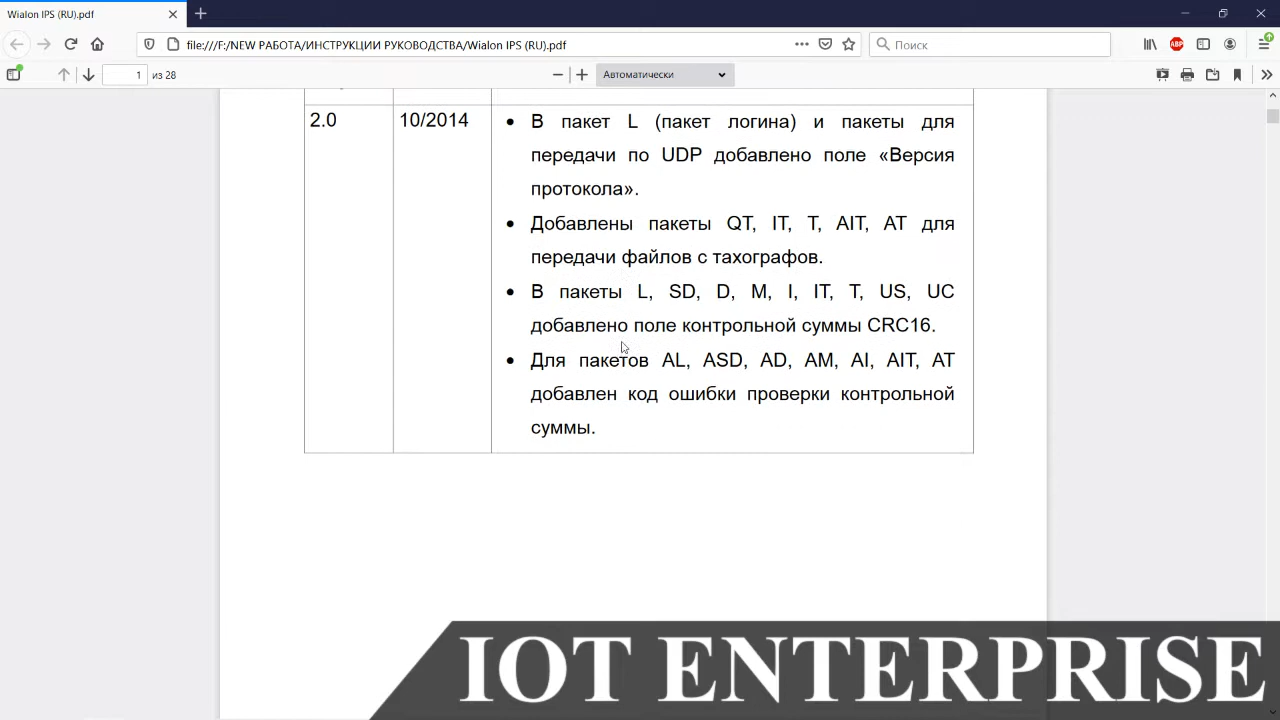 Wialon IPS (RU).pdf
file:///F:/NEW РАБОТА/ИНСТРУКЦИИ РУКОВОДСТВА/Wialon IPS (RU).pdf
Поиск
ABP
1 из 28
Автоматически
2.0 10/2014
• В пакет L (пакет логина) и пакеты для
передачи по UDP добавлено поле «Версия
протокола».
• Добавлены пакеты QT, IT, T, AIT, AT для
передачи файлов с тахографов.
• В пакеты L, SD, D, M, I, IT, T, US, UC
добавлено поле контрольной суммы CRC16.
• Для пакетов AL, ASD, AD, AM, AI, AIT, AT
добавлен код ошибки проверки контрольной
суммы.
IOT ENTERPRISE